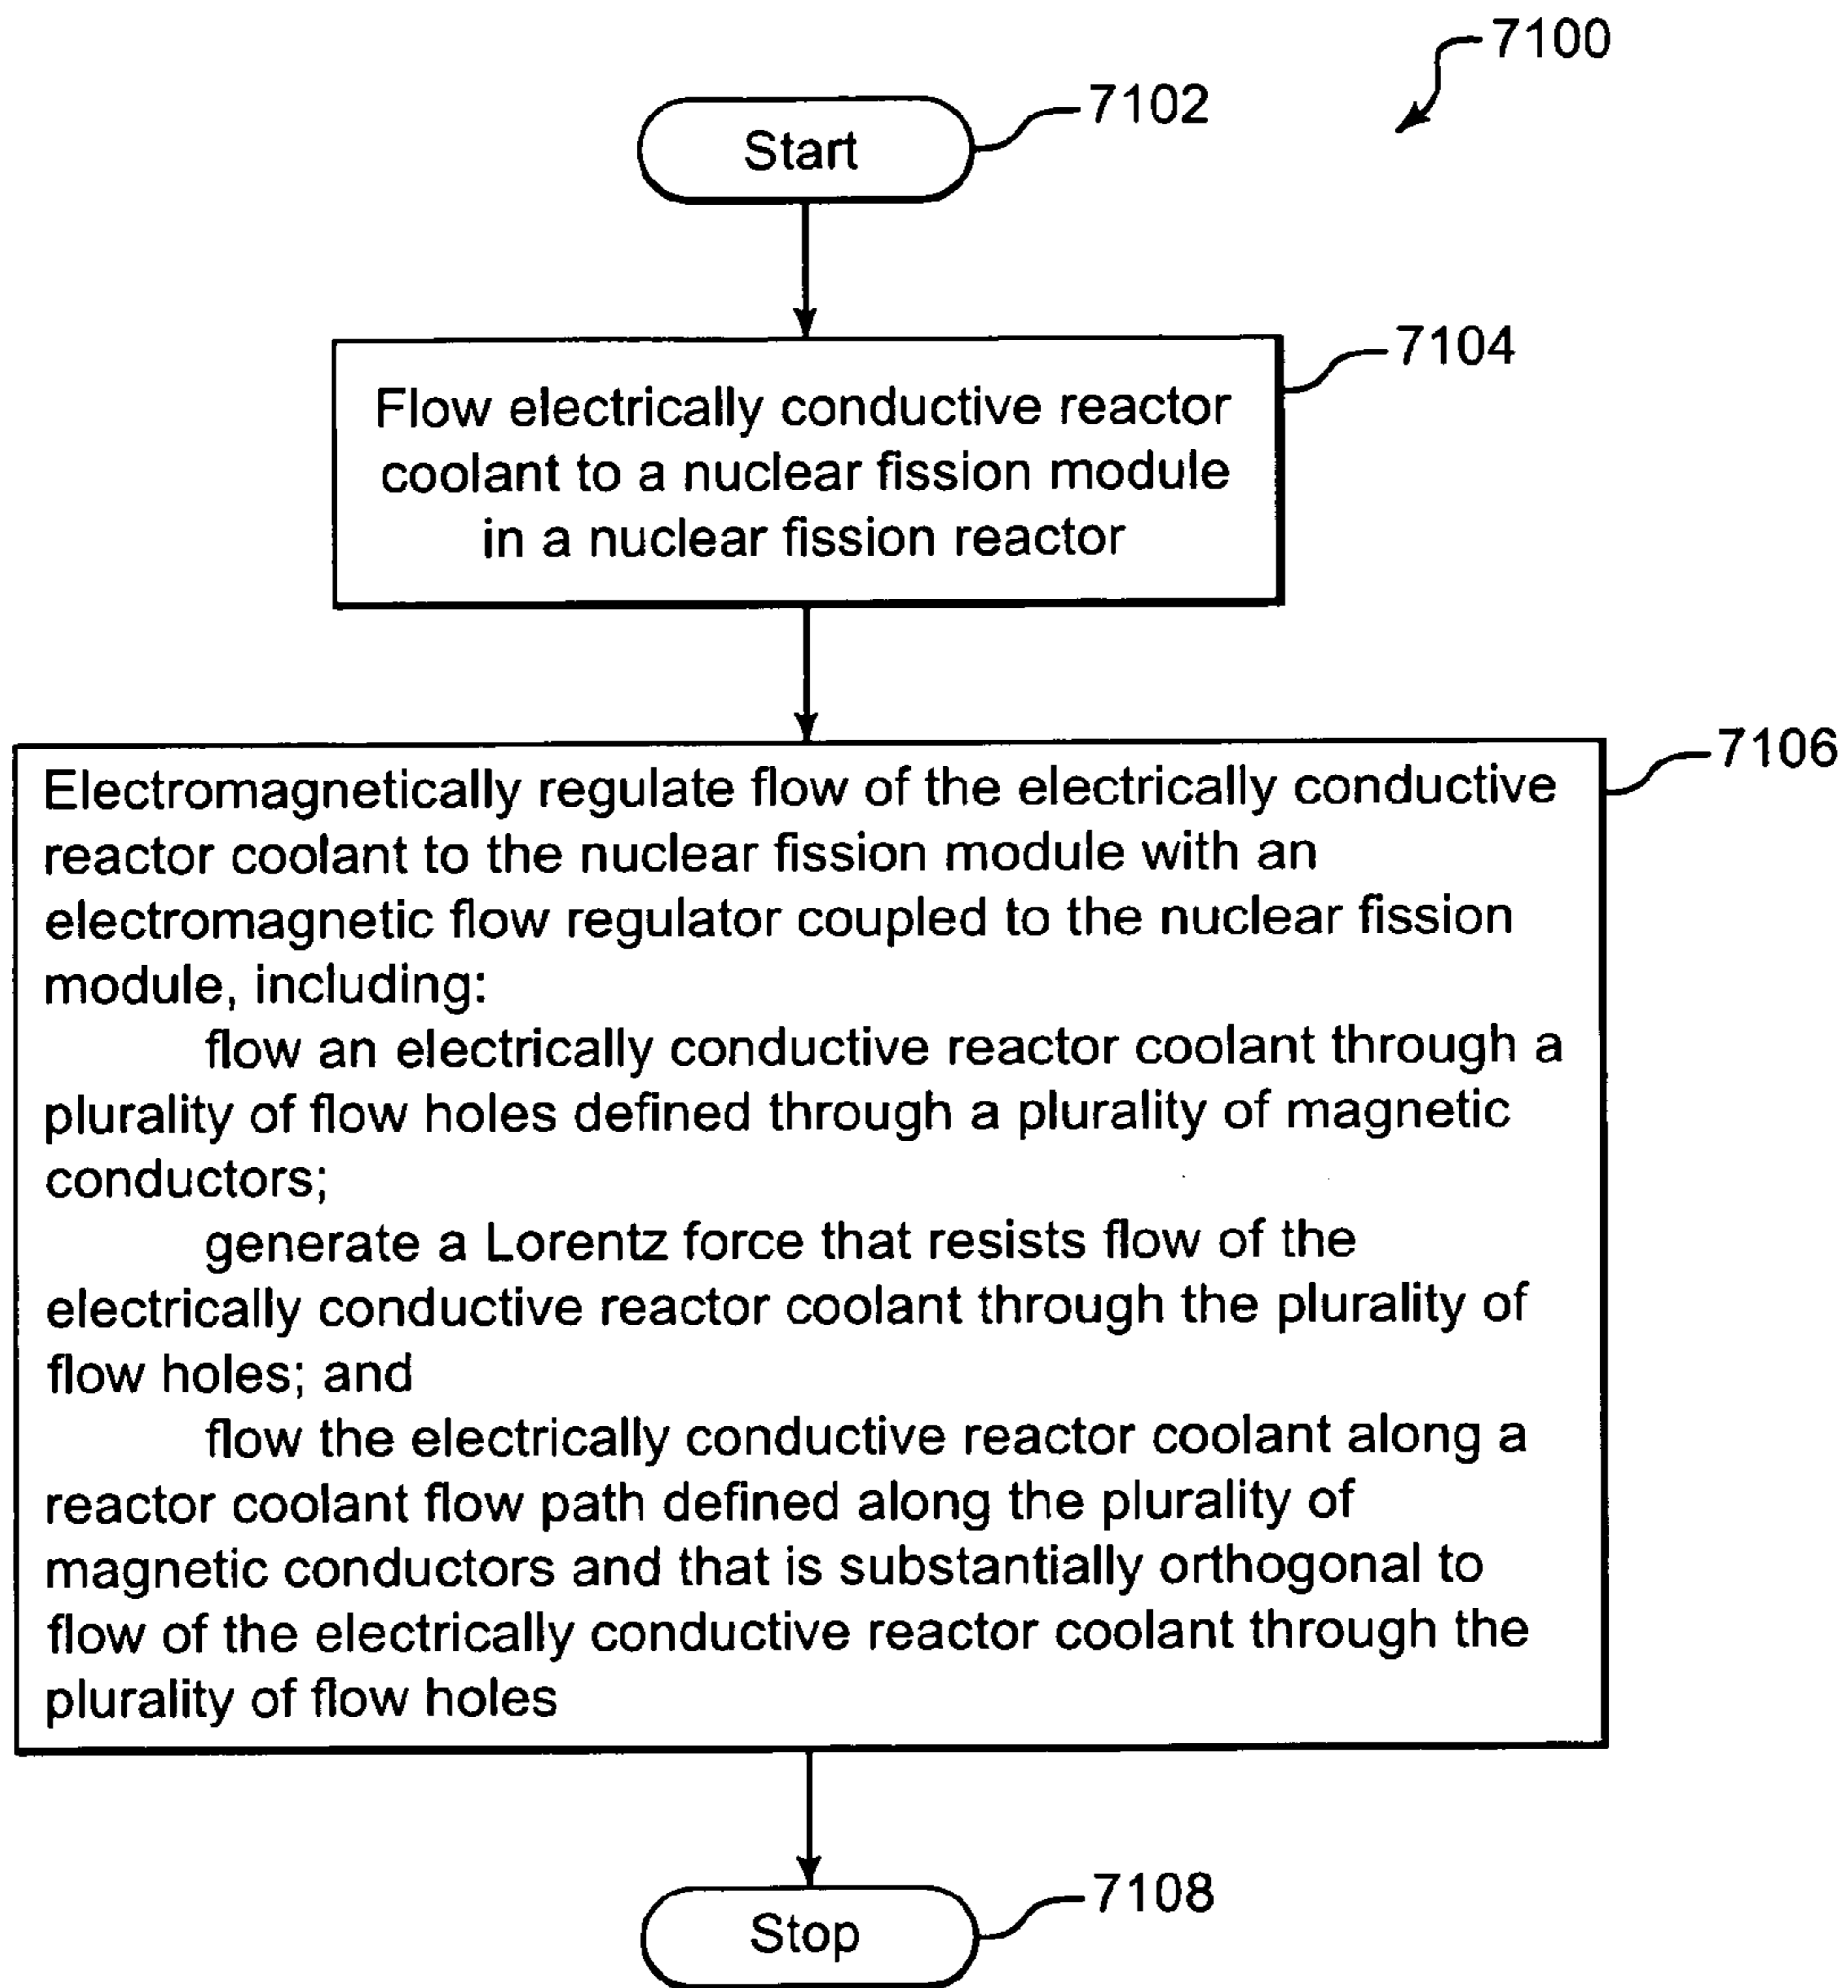 7100
7102
Start
7104
Flow electrically conductive reactor
coolant to a nuclear fission module
in a nuclear fission reactor
7106
Electromagnetically regulate flow of the electrically conductive
reactor coolant to the nuclear fission module with an
electromagnetic flow regulator coupled to the nuclear fission
module, including:
flow an electrically conductive reactor coolant through a
plurality of flow holes defined through a plurality of magnetic
conductors;
generate a Lorentz force that resists flow of the
electrically conductive reactor coolant through the plurality of
flow holes; and
flow the electrically conductive reactor coolant along a
reactor coolant flow path defined along the plurality of
magnetic conductors and that is substantially orthogonal to
flow of the electrically conductive reactor coolant through the
plurality of flow holes
7108
Stop